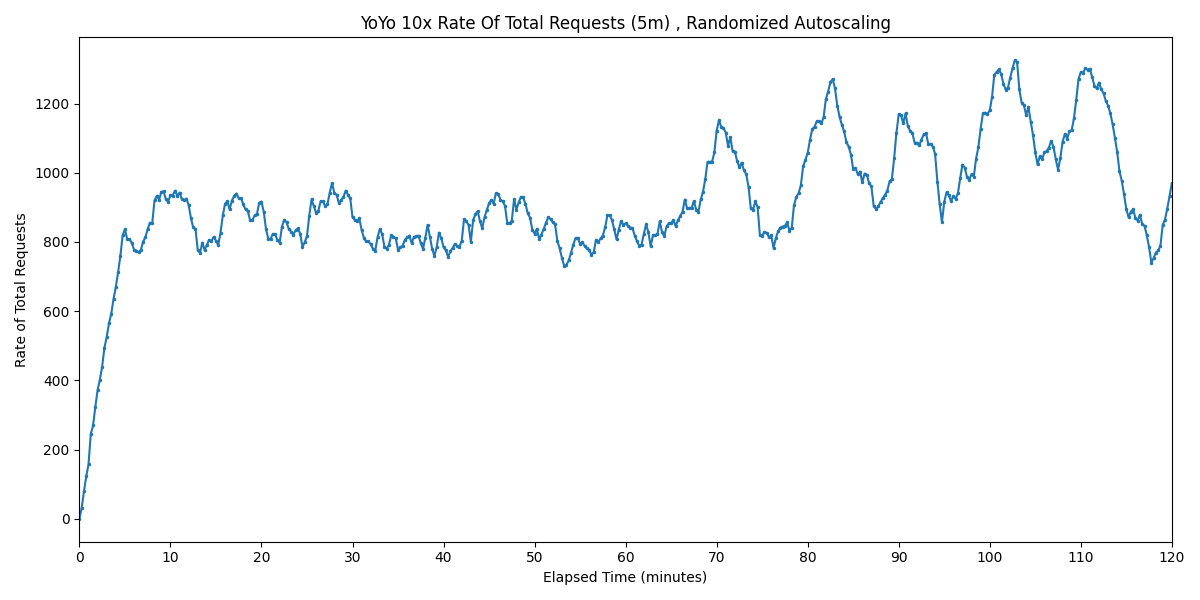 YoYo 10x Rate Of Total Requests (5m) , Randomized Autoscaling
1200
1000
800
600
400
200
0
Rate of Total Requests
0 10 20 30 40 50 60 70 80 90 100 110 120
Elapsed Time (minutes)